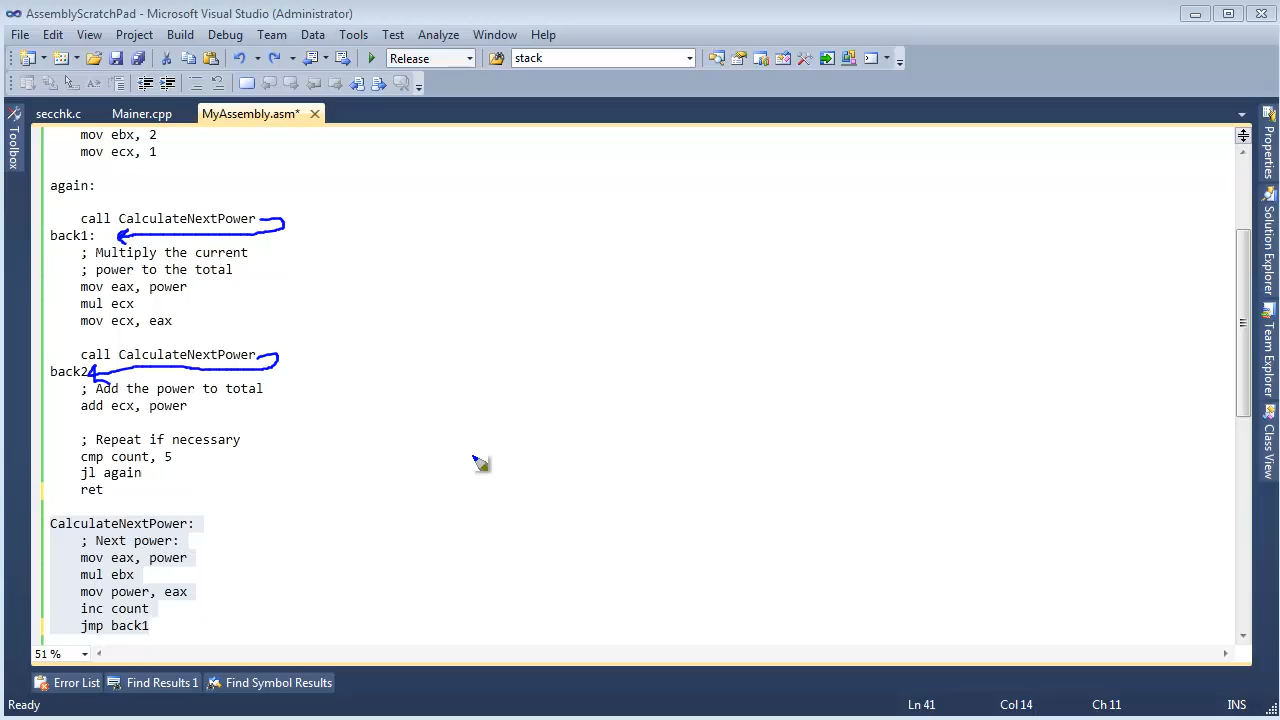 AssemblyScratchPad - Microsoft Visual Studio (Administrator)
File Edit View Project Build Debug Team Data Tools Test Analyze Window Help
Release stack
secchk.c Mainer.cpp MyAssembly.asm*
Toolbox
mov ebx, 2
mov ecx, 1
again:
call CalculateNextPower
back1:
; Multiply the current
; power to the total
mov eax, power
mul ecx
mov ecx, eax
call CalculateNextPower
back2
; Add the power to total
add ecx, power
; Repeat if necessary
cmp count, 5
jl again
ret
CalculateNextPower:
; Next power:
mov eax, power
mul ebx
mov power, eax
inc count
jmp back1
51 %
Properties
Solution Explorer
Team Explorer
Class View
Error List Find Results 1 Find Symbol Results
Ready Ln 41 Col 14 Ch 11 INS